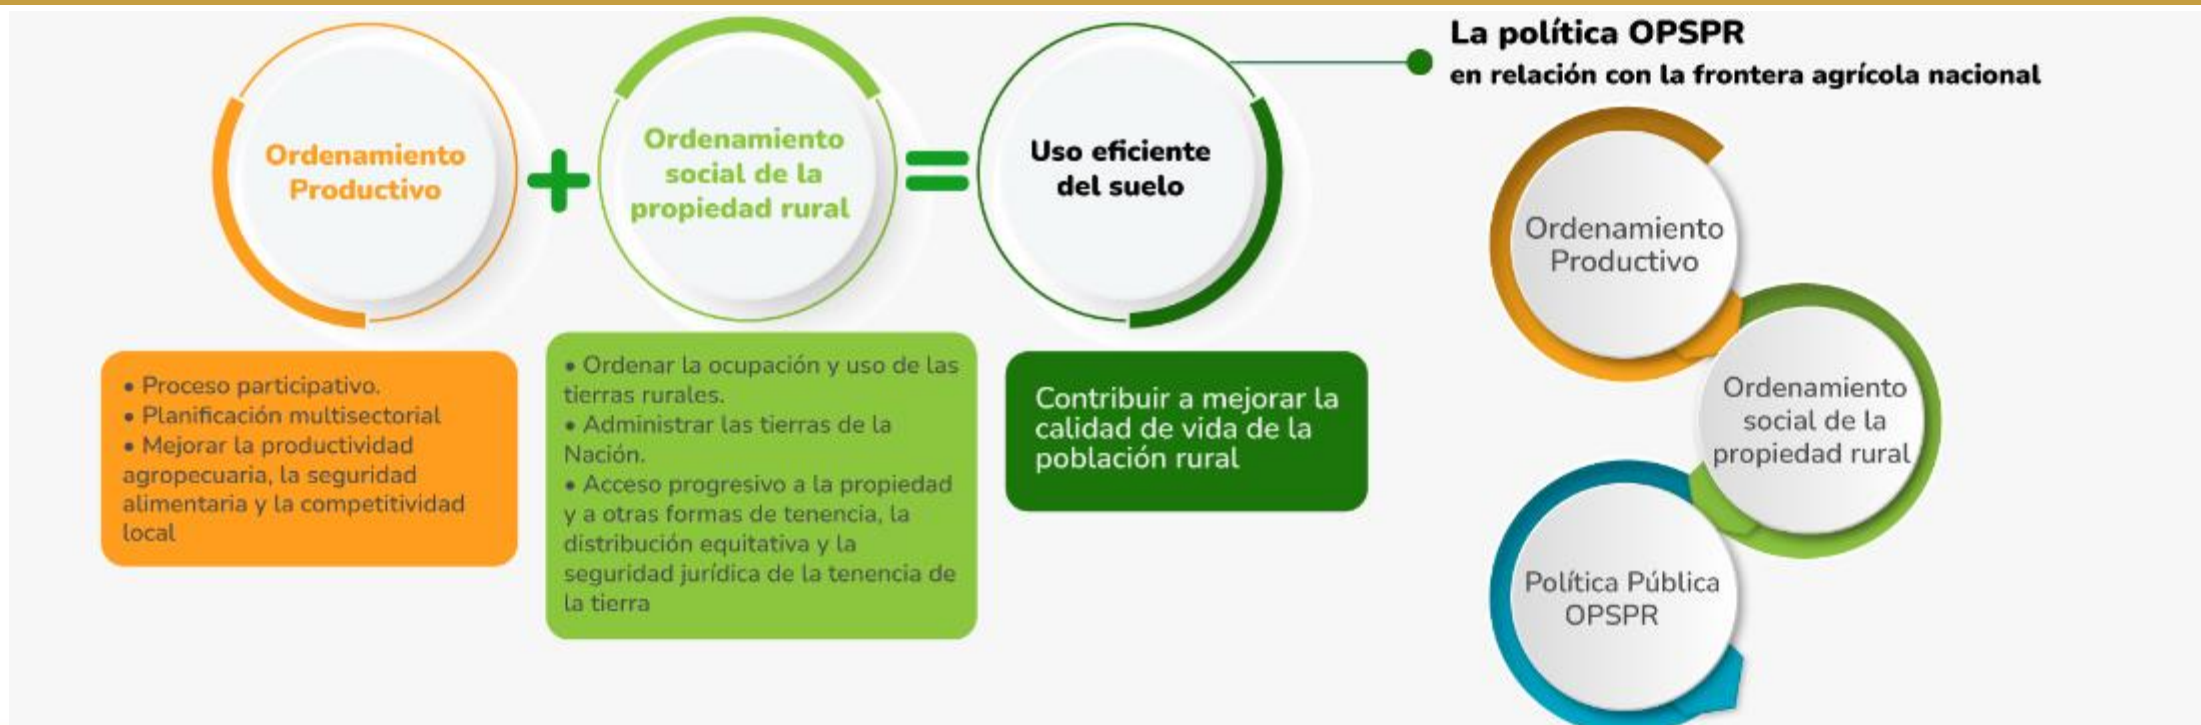 Ordenamiento
Productivo
Ordenamiento
social de la
propiedad rural
Uso eficiente
del suelo
• Proceso participativo.
• Planificación multisectorial
• Mejorar la productividad
agropecuaria, la seguridad
alimentaria y la competitividad
local
• Ordenar la ocupación y uso de las
tierras rurales.
• Administrar las tierras de la
Nación.
• Acceso progresivo a la propiedad
y a otras formas de tenencia, la
distribución equitativa y la
seguridad jurídica de la tenencia de
la tierra
Contribuir a mejorar la
calidad de vida de la
población rural
La política OPSPR
en relación con la frontera agrícola nacional
Ordenamiento
Productivo
Ordenamiento
social de la
propiedad rural
Política Pública
OPSPR